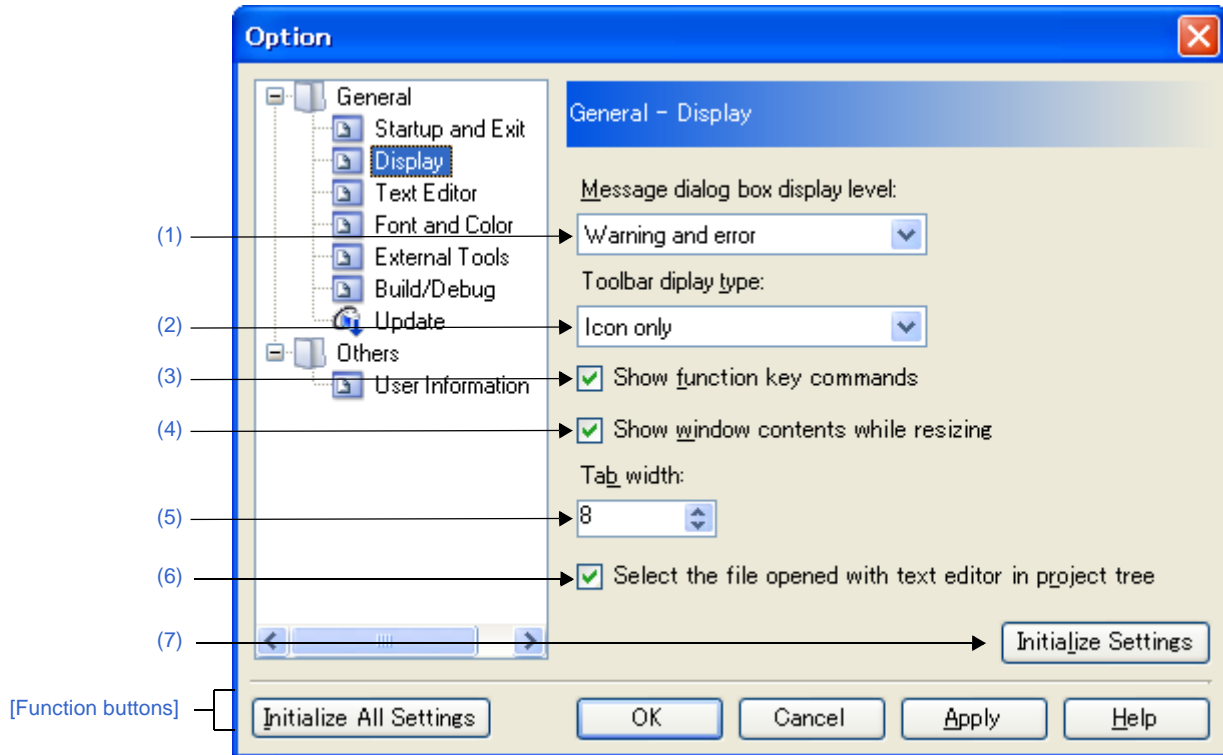 Option
General
Startup and Exit
Display
Text Editor
Font and Color
External Tools
Build/Debug
Update
Others
User Information
General - Display
Message dialog box display level:
(1)
Warning and error
Toolbar diplay type:
(2)
Icon only
(3)
Show function key commands
(4)
Show window contents while resizing
Tab width:
(5)
8
(6)
Select the file opened with text editor in project tree
(7)
Initialize Settings
[Function buttons]
Initialize All Settings
OK
Cancel
Apply
Help